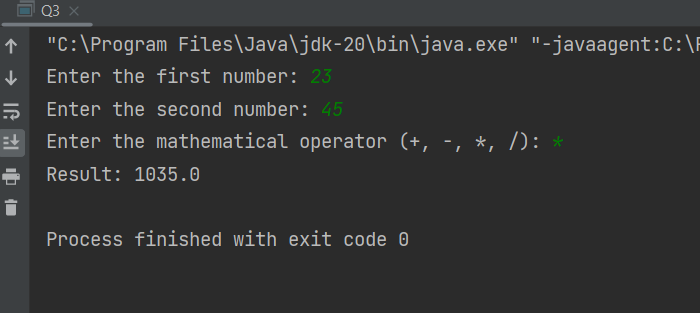 Q3
"C:\Program Files\Java\jdk-20\bin\java.exe" "-javaagent:C:\
Enter the first number: 23
Enter the second number: 45
Enter the mathematical operator (+, -, *, /): *
Result: 1035.0
Process finished with exit code 0